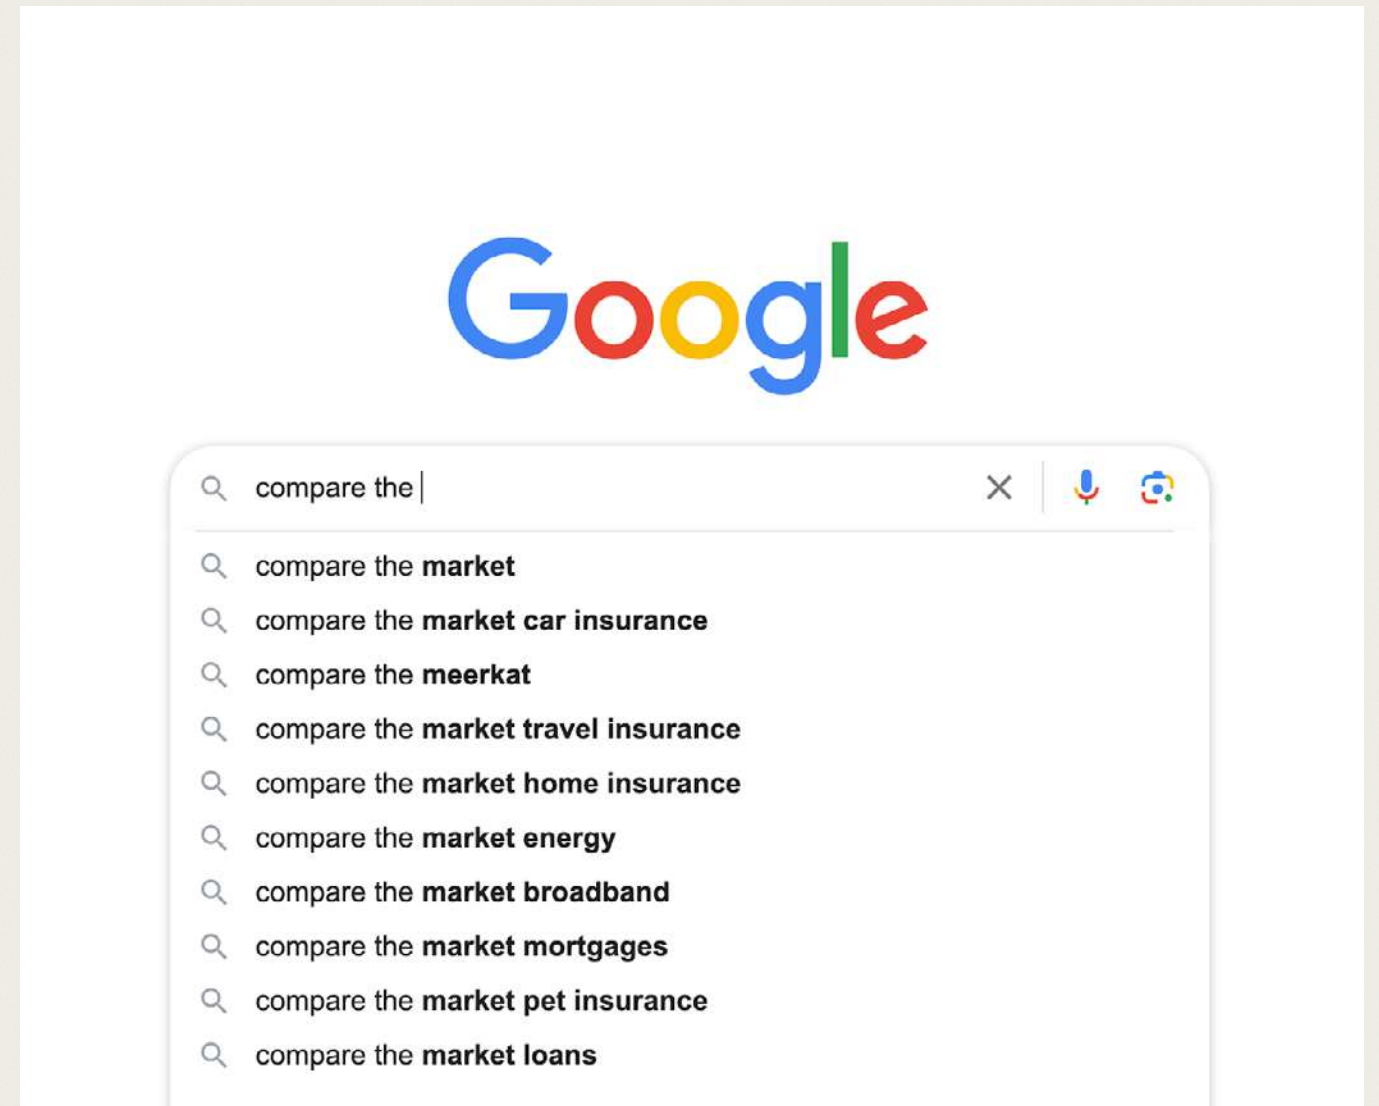 Google
compare the
compare the market
compare the market car insurance
compare the meerkat
compare the market travel insurance
compare the market home insurance
compare the market energy
compare the market broadband
compare the market mortgages
compare the market pet insurance
compare the market loans